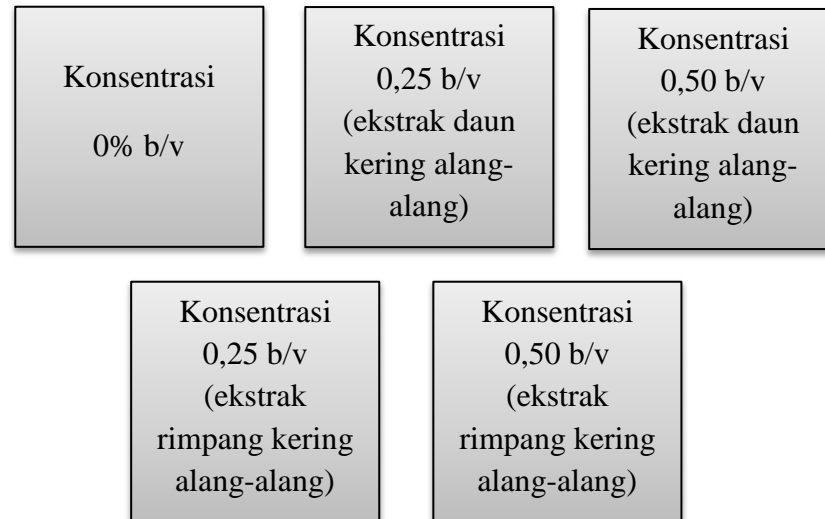 Konsentrasi
0% b/v
Konsentrasi
0,25 b/v
(ekstrak daun
kering alang-
alang)
Konsentrasi
0,50 b/v
(ekstrak daun
kering alang-
alang)
Konsentrasi
0,25 b/v
(ekstrak
rimpang kering
alang-alang)
Konsentrasi
0,50 b/v
(ekstrak
rimpang kering
alang-alang)